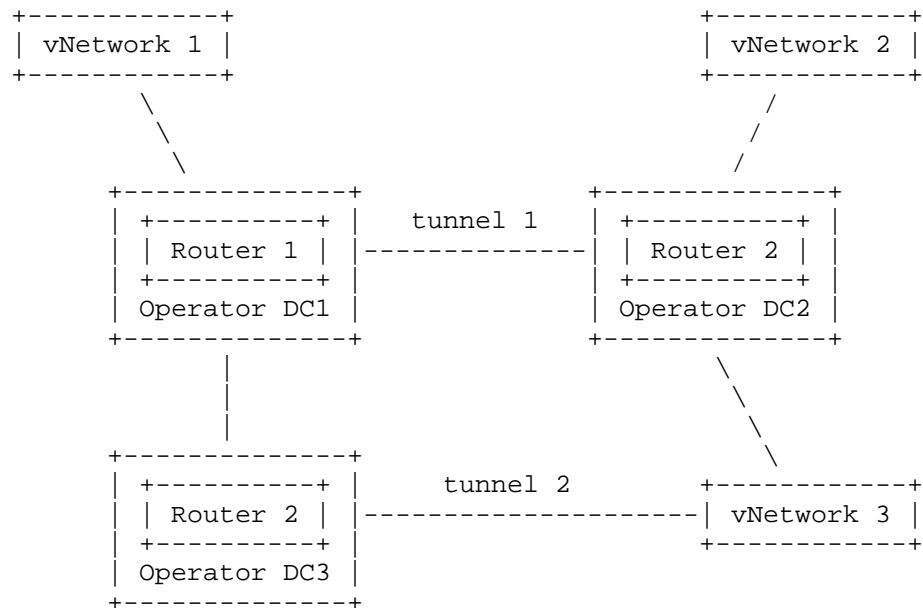 vNetwork 1
vNetwork 2
tunnel 1
Router 1
Router 2
Operator DC1
Operator DC2
tunnel 2
Router 2
vNetwork 3
Operator DC3